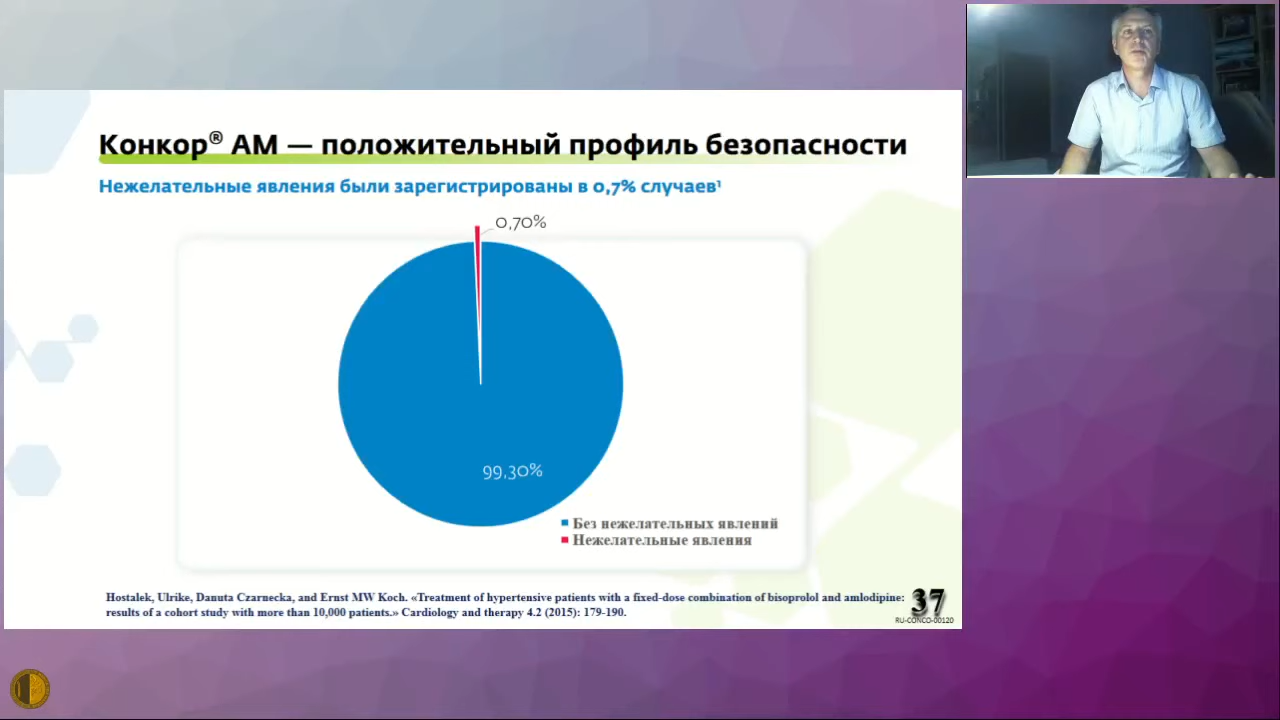 Конкор® АМ — положительный профиль безопасности
Нежелательные явления были зарегистрированы в 0,7% случаев¹
0,70%
99,30%
Без нежелательных явлений
Нежелательные явления
Hostalek, Ulrike, Danuta Czarnecka, and Ernst MW Koch. «Treatment of hypertensive patients with a fixed-dose combination of bisoprolol and amlodipine:
results of a cohort study with more than 10,000 patients.» Cardiology and therapy 4.2 (2015): 179-190.
37
RU-CONCO-00120